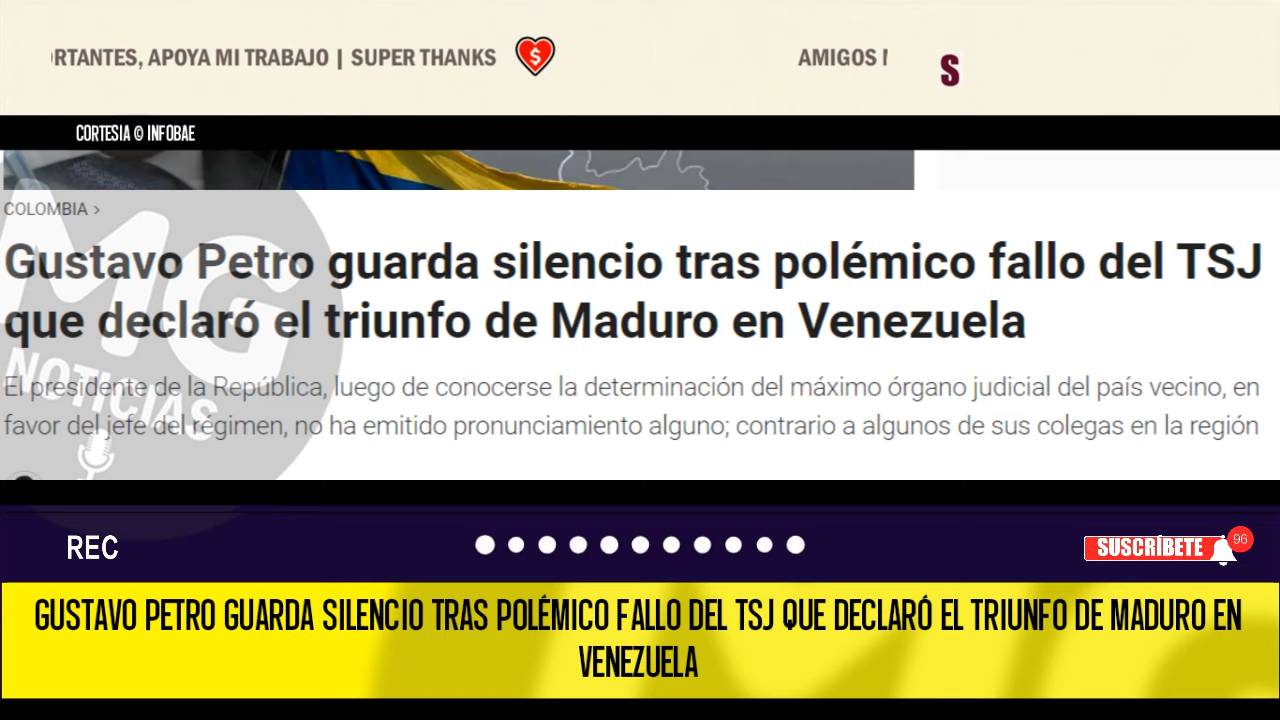 RTANTES, APOYA MI TRABAJO | SUPER THANKS $ AMIGOS
S
CORTESIA © INFOBAE
COLOMBIA >
Gustavo Petro guarda silencio tras polémico fallo del TSJ
que declaró el triunfo de Maduro en Venezuela
El presidente de la República, luego de conocerse la determinación del máximo órgano judicial del país vecino, en
favor del jefe del régimen, no ha emitido pronunciamiento alguno; contrario a algunos de sus colegas en la región
MG
NOTICIAS
REC
SUSCRÍBETE 96
GUSTAVO PETRO GUARDA SILENCIO TRAS POLÉMICO FALLO DEL TSJ QUE DECLARÓ EL TRIUNFO DE MADURO EN
VENEZUELA